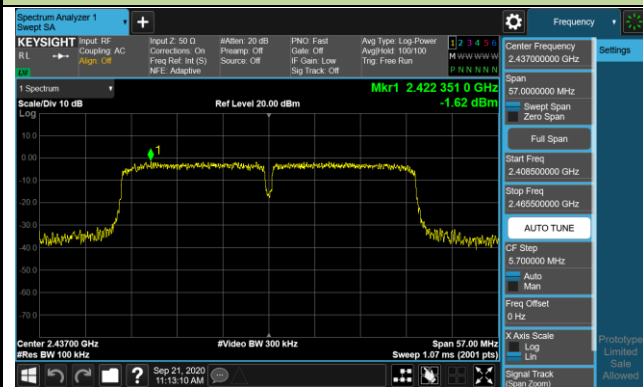 Spectrum Analyzer 1
Swept SA
+
Frequency
KEYSIGHT
RL
LW
Input: RF
Coupling: AC
Align: Off
Input Z: 50 Ω
Corrections: On
Freq Ref: Int (S)
NFE: Adaptive
#Atten: 20 dB
Preamp: Off
Source: Off
PNO: Fast
Gate: Off
IF Gain: Low
Sig Track: Off
Avg Type: Log-Power
Avg|Hold: 100/100
Trig: Free Run
1 2 3 4 5 6
M W W W W W
P N N N N N
Center Frequency
2.437000000 GHz
Settings
Span
57.0000000 MHz
Swept Span
Zero Span
Full Span
Start Freq
2.408500000 GHz
Stop Freq
2.465500000 GHz
AUTO TUNE
CF Step
5.700000 MHz
Auto
Man
Freq Offset
0 Hz
X Axis Scale
Log
Lin
Signal Track
(Span Zoom)
1 Spectrum
Scale/Div 10 dB
Log
Ref Level 20.00 dBm
Mkr1 2.422 351 0 GHz
-1.62 dBm
1
10.0
0.00
-10.0
-20.0
-30.0
-40.0
-50.0
-60.0
-70.0
Center 2.43700 GHz
#Res BW 100 kHz
#Video BW 300 kHz
Span 57.00 MHz
Sweep 1.07 ms (2001 pts)
?
Sep 21, 2020
11:13:10 AM
Prototype
Limited
Sale
Allowed